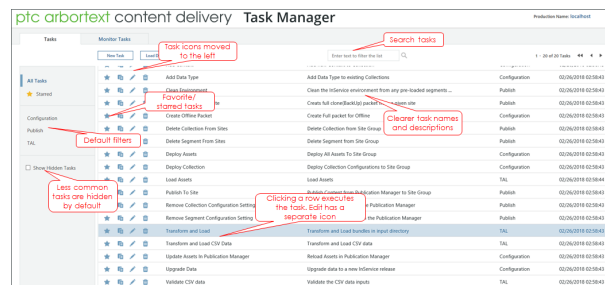 ptc arbortext content delivery Task Manager
Production Name: localhost
Search tasks
Tasks
Monitor Tasks
Task icons moved
to the left
New Task
Load D
Enter text to filter the list
1 - 20 of 20 Tasks
All Tasks
Starred
Configuration
Publish
TAL
Show Hidden Tasks
Configuration 02/26/2018 02:58:43
Add Data Type Add Data Type to existing Collections Configuration 02/26/2018 02:58:43
Clean Environment Clean the InService environment from any pre-loaded segments ... Publish 02/26/2018 02:58:43
Favorite/
starred tasks
Creats full clone(BackUp) packet given site Publish 02/26/2018 02:58:43
Create Offline Packet Create Full packet for Offline Configuration 02/26/2018 02:58:43
Clearer task names
and descriptions
Default filters
Delete Collection From Sites Delete Collection from Site Group Publish 02/26/2018 02:58:43
Delete Segment From Sites Delete Segment from Site Group Publish 02/26/2018 02:58:43
Deploy Assets Deploy All Assets To Site Group Publish 02/26/2018 02:58:43
Deploy Collection Deploy Collection Configurations to Site Group Configuration 02/26/2018 02:58:43
Less common
tasks are hidden
by default
Load Assets Load Assets TAL 02/26/2018 02:58:43
Publish To Site Publish Content from Publication Manager to Site Group Publish 02/26/2018 02:58:43
Clicking a row executes
the task. Edit has a
separate icon
Remove Collection Configuration Setting Publication Manager Publish 02/26/2018 02:58:43
Remove Segment Configuration Setting the Publication Manager Publish 02/26/2018 02:58:43
Transform and Load Transform and Load bundles in input directory TAL 02/26/2018 02:58:43
Transform and Load CSV Data Transform and Load CSV data TAL 02/26/2018 02:58:43
Update Assets In Publication Manager Reload Assets in Publication Manager Configuration 02/26/2018 02:58:43
Upgrade Data Upgrade data to a new InService release Configuration 02/26/2018 02:58:43
Validate CSV data Validate the CSV data inputs TAL 02/26/2018 02:58:43